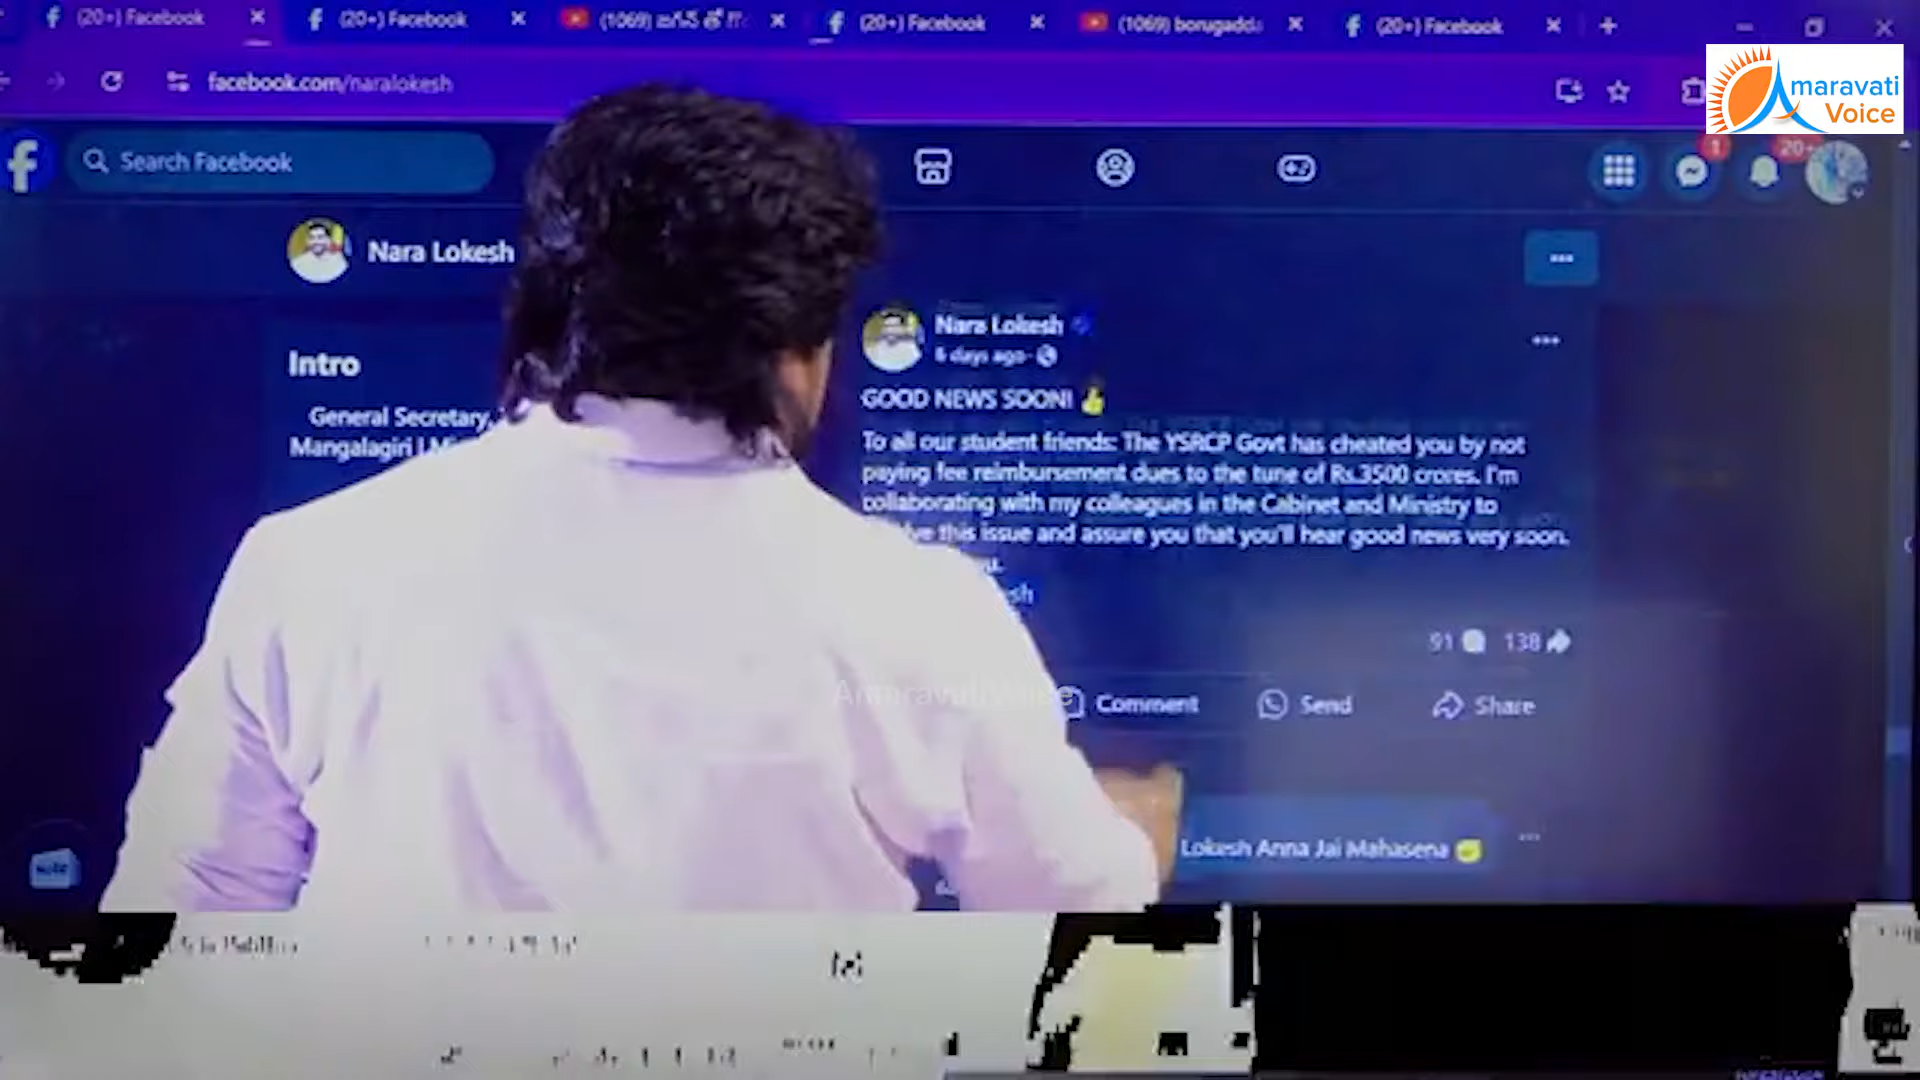 (20+) Facebook
(20+) Facebook
(1069) జగన్ తో
(20+) Facebook
(1069) borugadda
(20+) Facebook
facebook.com/naralokesh
Amaravati
Voice
Search Facebook
1
20+
Nara Lokesh
Intro
General Secretary,
Mangalagiri |
Nara Lokesh
6 days ago
GOOD NEWS SOON! 👍
To all our student friends: The YSRCP Govt has cheated you by not
paying fee reimbursement dues to the tune of Rs.3500 crores. I'm
collaborating with my colleagues in the Cabinet and Ministry to
this issue and assure you that you'll hear good news very soon.
91
138
Comment
Send
Share
Lokesh Anna Jai Mahasena